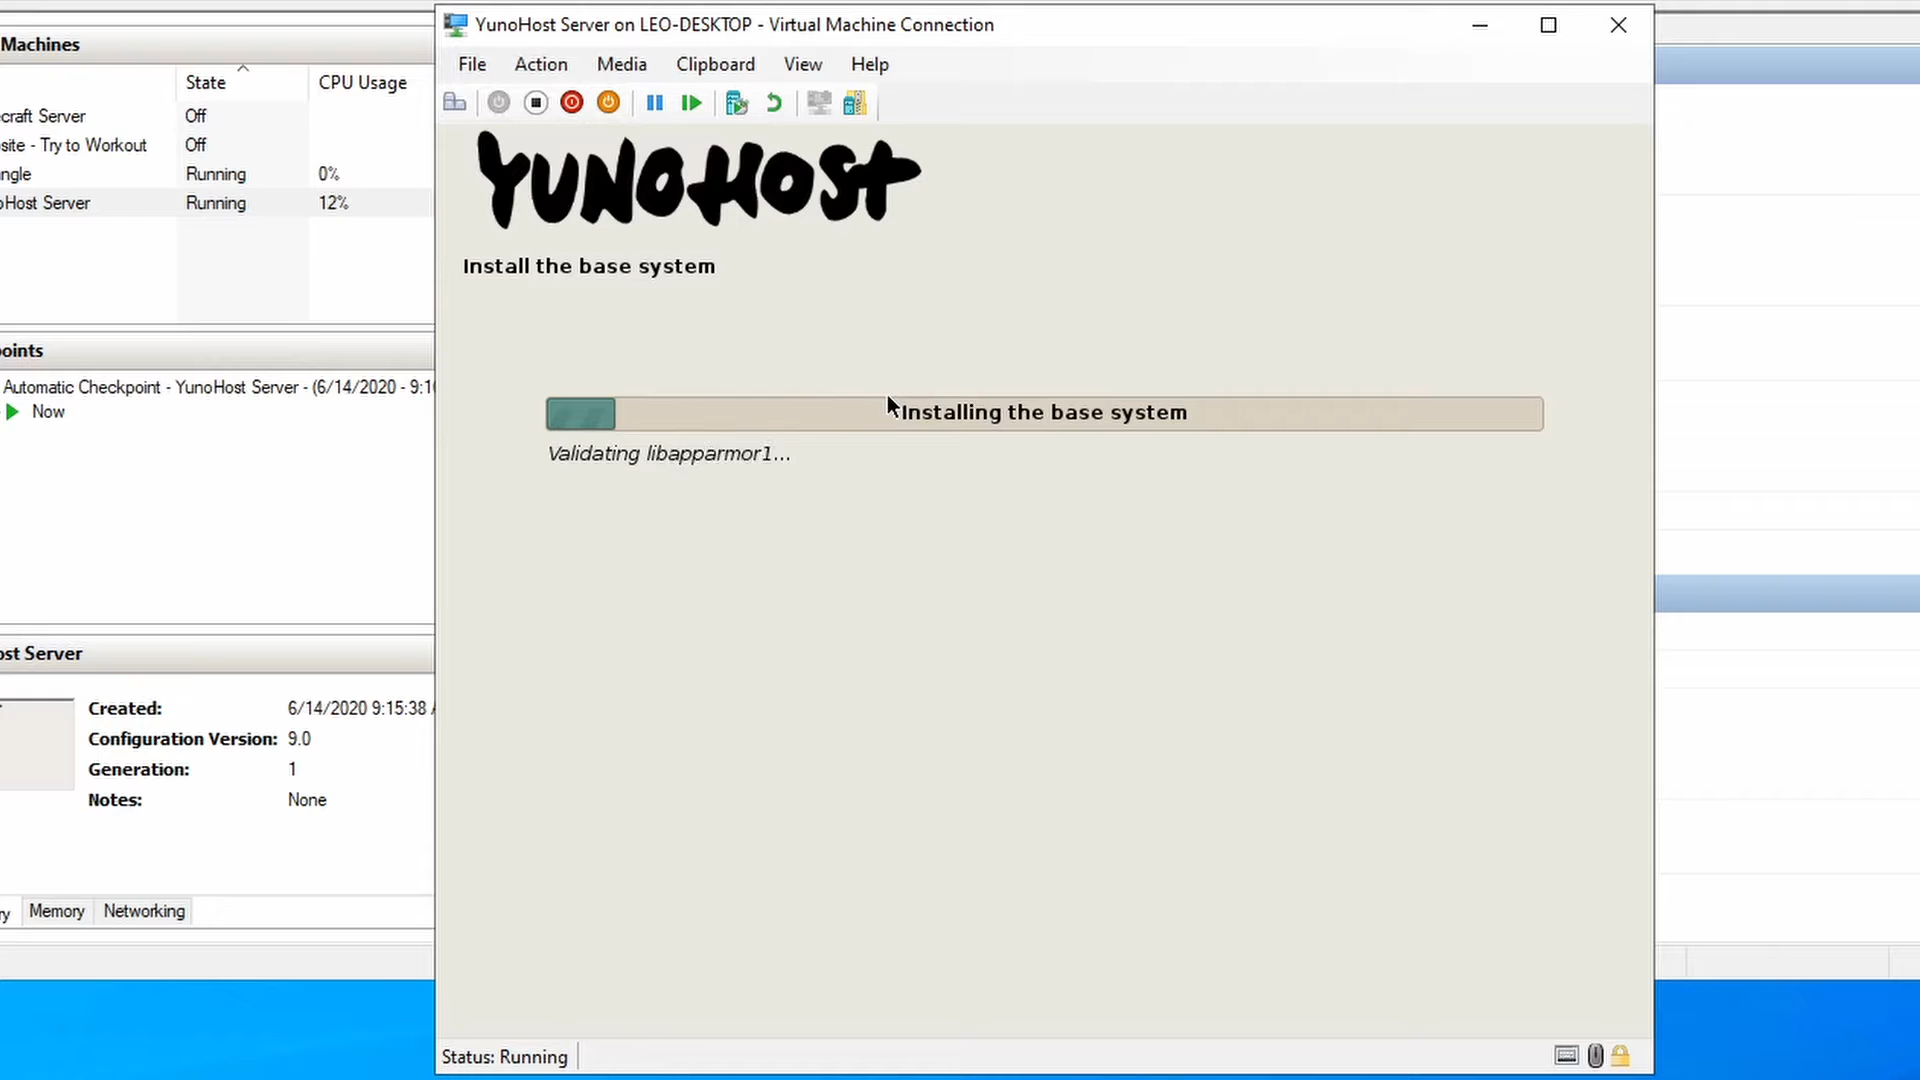 Machines
State
CPU Usage
craft Server
Off
site - Try to Workout
Off
ngle
Running
0%
oHost Server
Running
12%
points
Automatic Checkpoint - YunoHost Server - (6/14/2020 - 9:1
Now
ost Server
Created:
6/14/2020 9:15:38
Configuration Version:
9.0
Generation:
1
Notes:
None
ry
Memory
Networking
YunoHost Server on LEO-DESKTOP - Virtual Machine Connection
File
Action
Media
Clipboard
View
Help
YUNOHOST
Install the base system
Installing the base system
Validating libapparmor1...
Status: Running